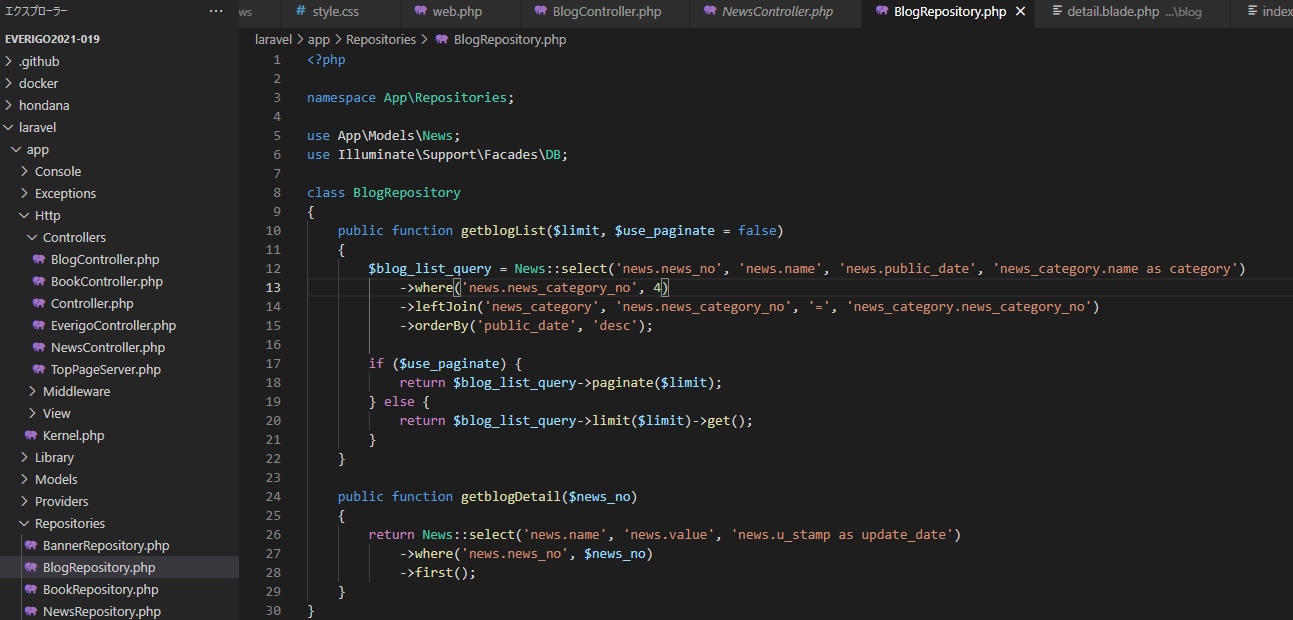 エクスプローラー ···
EVERIGO2021-019
.github
docker
hondana
laravel
app
Console
Exceptions
Http
Controllers
BlogController.php
BookController.php
Controller.php
EverigoController.php
NewsController.php
TopPageServer.php
Middleware
View
Kernel.php
Library
Models
Providers
Repositories
BannerRepository.php
BlogRepository.php
BookRepository.php
NewsRepository.php
ws # style.css web.php BlogController.php NewsController.php BlogRepository.php detail.blade.php ...\blog index
laravel > app > Repositories > BlogRepository.php
1 <?php
2
3 namespace App\Repositories;
4
5 use App\Models\News;
6 use Illuminate\Support\Facades\DB;
7
8 class BlogRepository
9 {
10 public function getblogList($limit, $use_paginate = false)
11 {
12 $blog_list_query = News::select('news.news_no', 'news.name', 'news.public_date', 'news_category.name as category')
13 ->where('news.news_category_no', 4)
14 ->leftJoin('news_category', 'news.news_category_no', '=', 'news_category.news_category_no')
15 ->orderBy('public_date', 'desc');
16
17 if ($use_paginate) {
18 return $blog_list_query->paginate($limit);
19 } else {
20 return $blog_list_query->limit($limit)->get();
21 }
22 }
23
24 public function getblogDetail($news_no)
25 {
26 return News::select('news.name', 'news.value', 'news.u_stamp as update_date')
27 ->where('news.news_no', $news_no)
28 ->first();
29 }
30 }